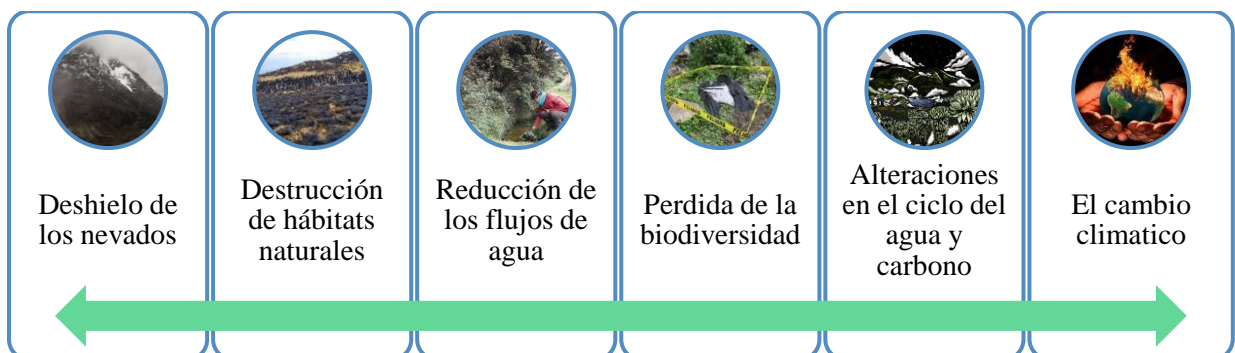 Deshielo de
los nevados
Destrucción
de hábitats
naturales
Reducción de
los flujos de
agua
Perdida de la
biodiversidad
Alteraciones
en el ciclo del
agua y
carbono
El cambio
climatico